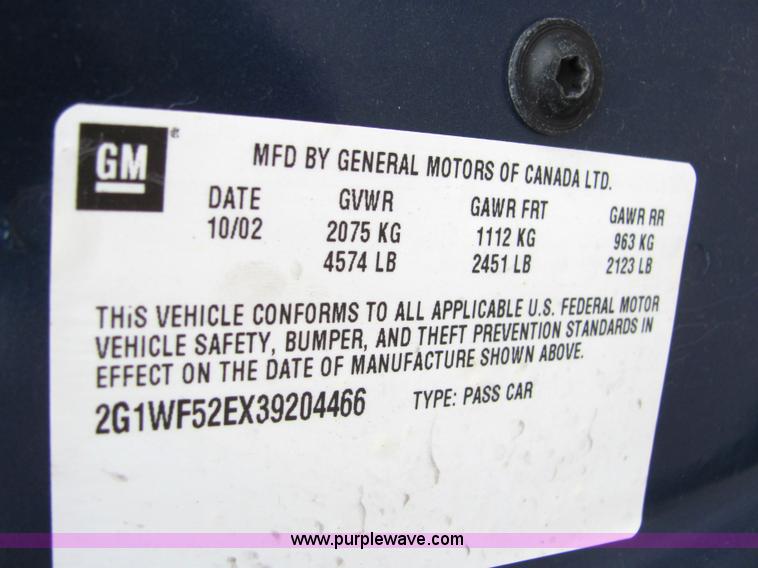 GM
MFD BY GENERAL MOTORS OF CANADA LTD.
DATE GVWR GAWR FRT GAWR RR
10/02 2075 KG 1112 KG 963 KG
4574 LB 2451 LB 2123 LB
THiS VEHICLE CONFORMS TO ALL APPLICABLE U.S. FEDERAL MOTOR
VEHICLE SAFETY, BUMPER, AND THEFT PREVENTION STANDARDS IN
EFFECT ON THE DATE OF MANUFACTURE SHOWN ABOVE.
2G1WF52EX39204466 TYPE: PASS CAR
www.purplewave.com